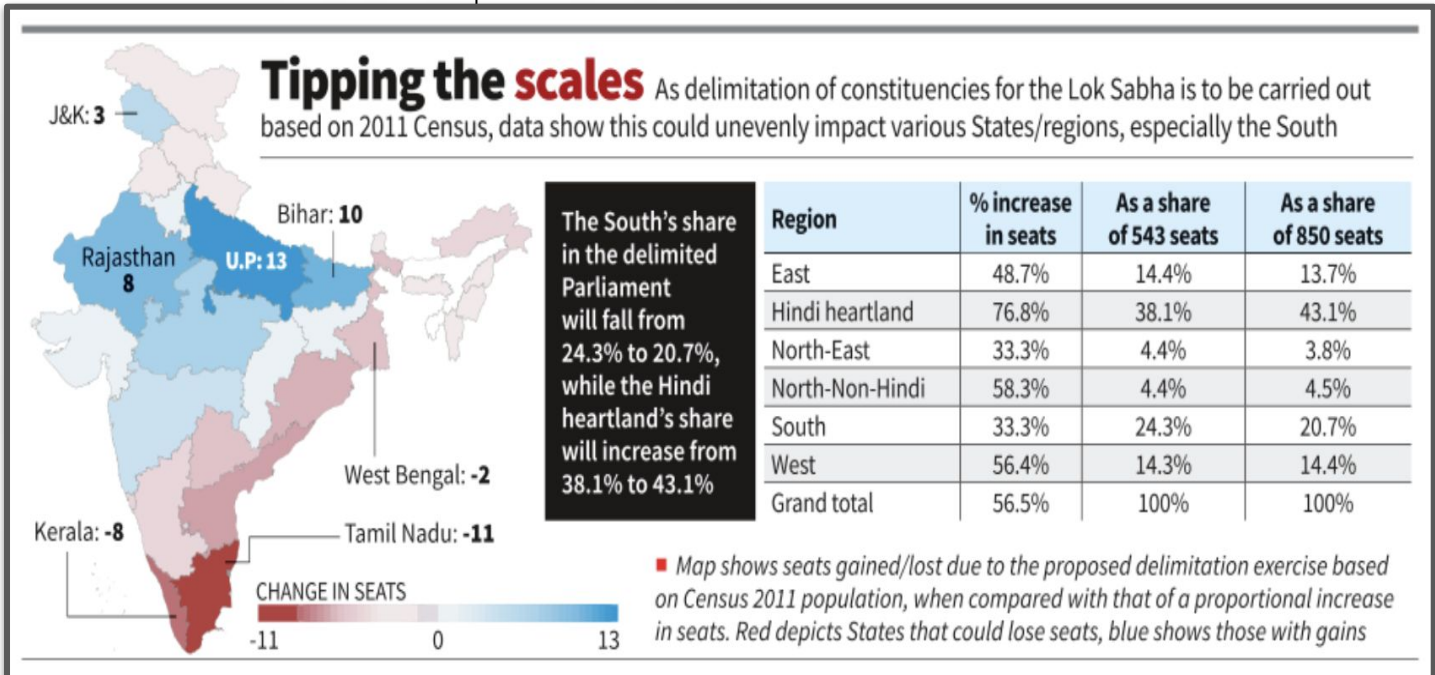 Tipping the scales As delimitation of constituencies for the Lok Sabha is to be carried out
based on 2011 Census, data show this could unevenly impact various States/regions, especially the South
J&K: 3
Bihar: 10
Rajasthan
8
U.P: 13
West Bengal: -2
Kerala: -8
Tamil Nadu: -11
CHANGE IN SEATS
-11 0 13
The South's share
in the delimited
Parliament
will fall from
24.3% to 20.7%,
while the Hindi
heartland's share
will increase from
38.1% to 43.1%
Region % increase in seats As a share of 543 seats As a share of 850 seats
East 48.7% 14.4% 13.7%
Hindi heartland 76.8% 38.1% 43.1%
North-East 33.3% 4.4% 3.8%
North-Non-Hindi 58.3% 4.4% 4.5%
South 33.3% 24.3% 20.7%
West 56.4% 14.3% 14.4%
Grand total 56.5% 100% 100%
Map shows seats gained/lost due to the proposed delimitation exercise based
on Census 2011 population, when compared with that of a proportional increase
in seats. Red depicts States that could lose seats, blue shows those with gains